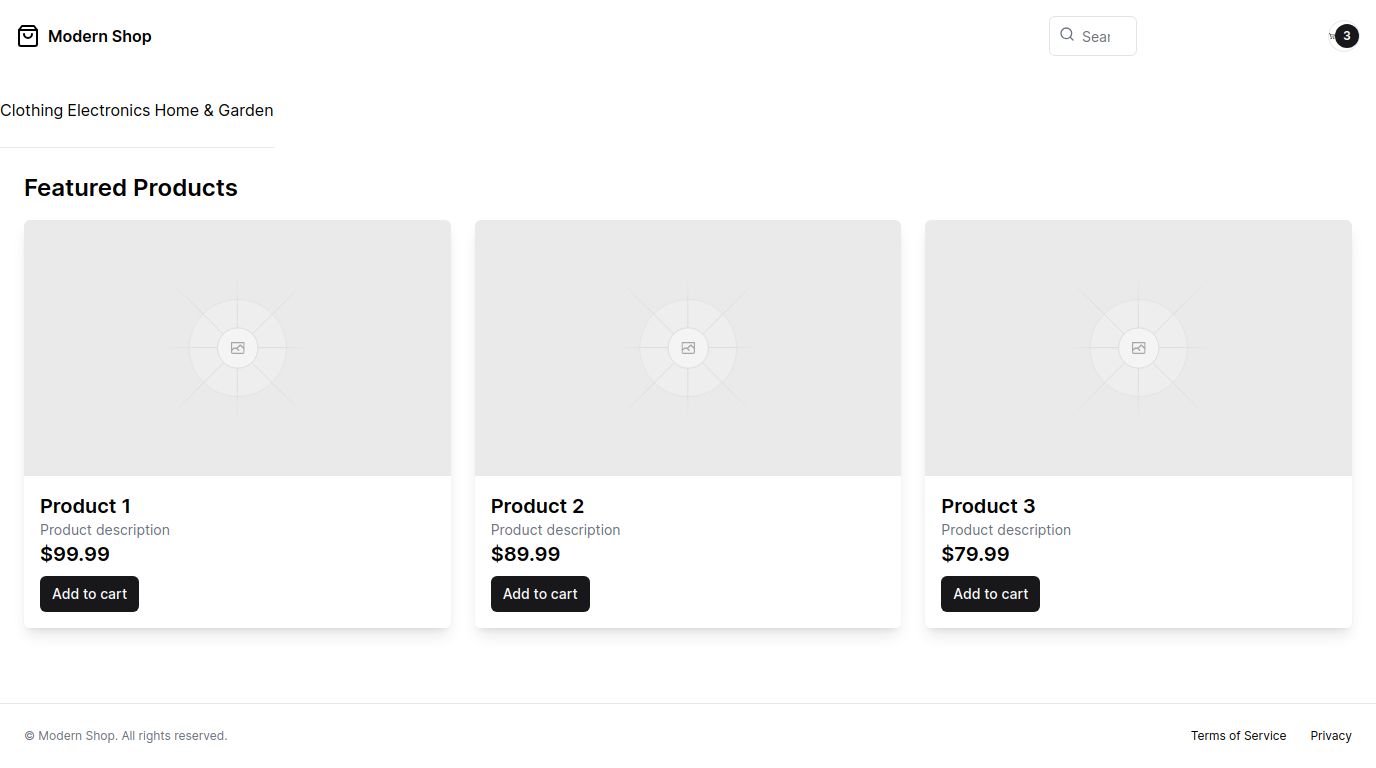 Modern Shop
Sear
3
Clothing Electronics Home & Garden
Featured Products
Product 1
Product description
$99.99
Add to cart
Product 2
Product description
$89.99
Add to cart
Product 3
Product description
$79.99
Add to cart
© Modern Shop. All rights reserved.
Terms of Service
Privacy